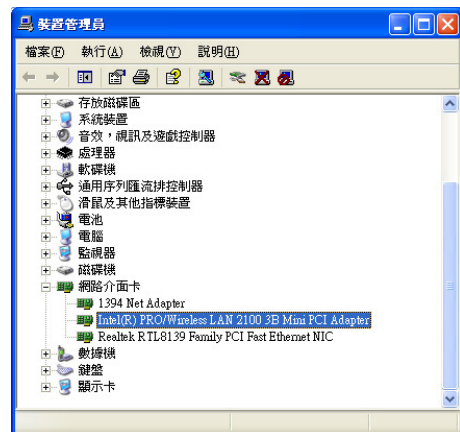 裝置管理員
檔案(F) 執行(A) 檢視(V) 說明(H)
存放磁碟區
系統裝置
音效，視訊及遊戲控制器
處理器
軟碟機
通用序列匯流排控制器
滑鼠及其他指標裝置
電池
電腦
監視器
磁碟機
網路介面卡
1394 Net Adapter
Intel(R) PRO/Wireless LAN 2100 3B Mini PCI Adapter
Realtek RTL8139 Family PCI Fast Ethernet NIC
數據機
鍵盤
顯示卡